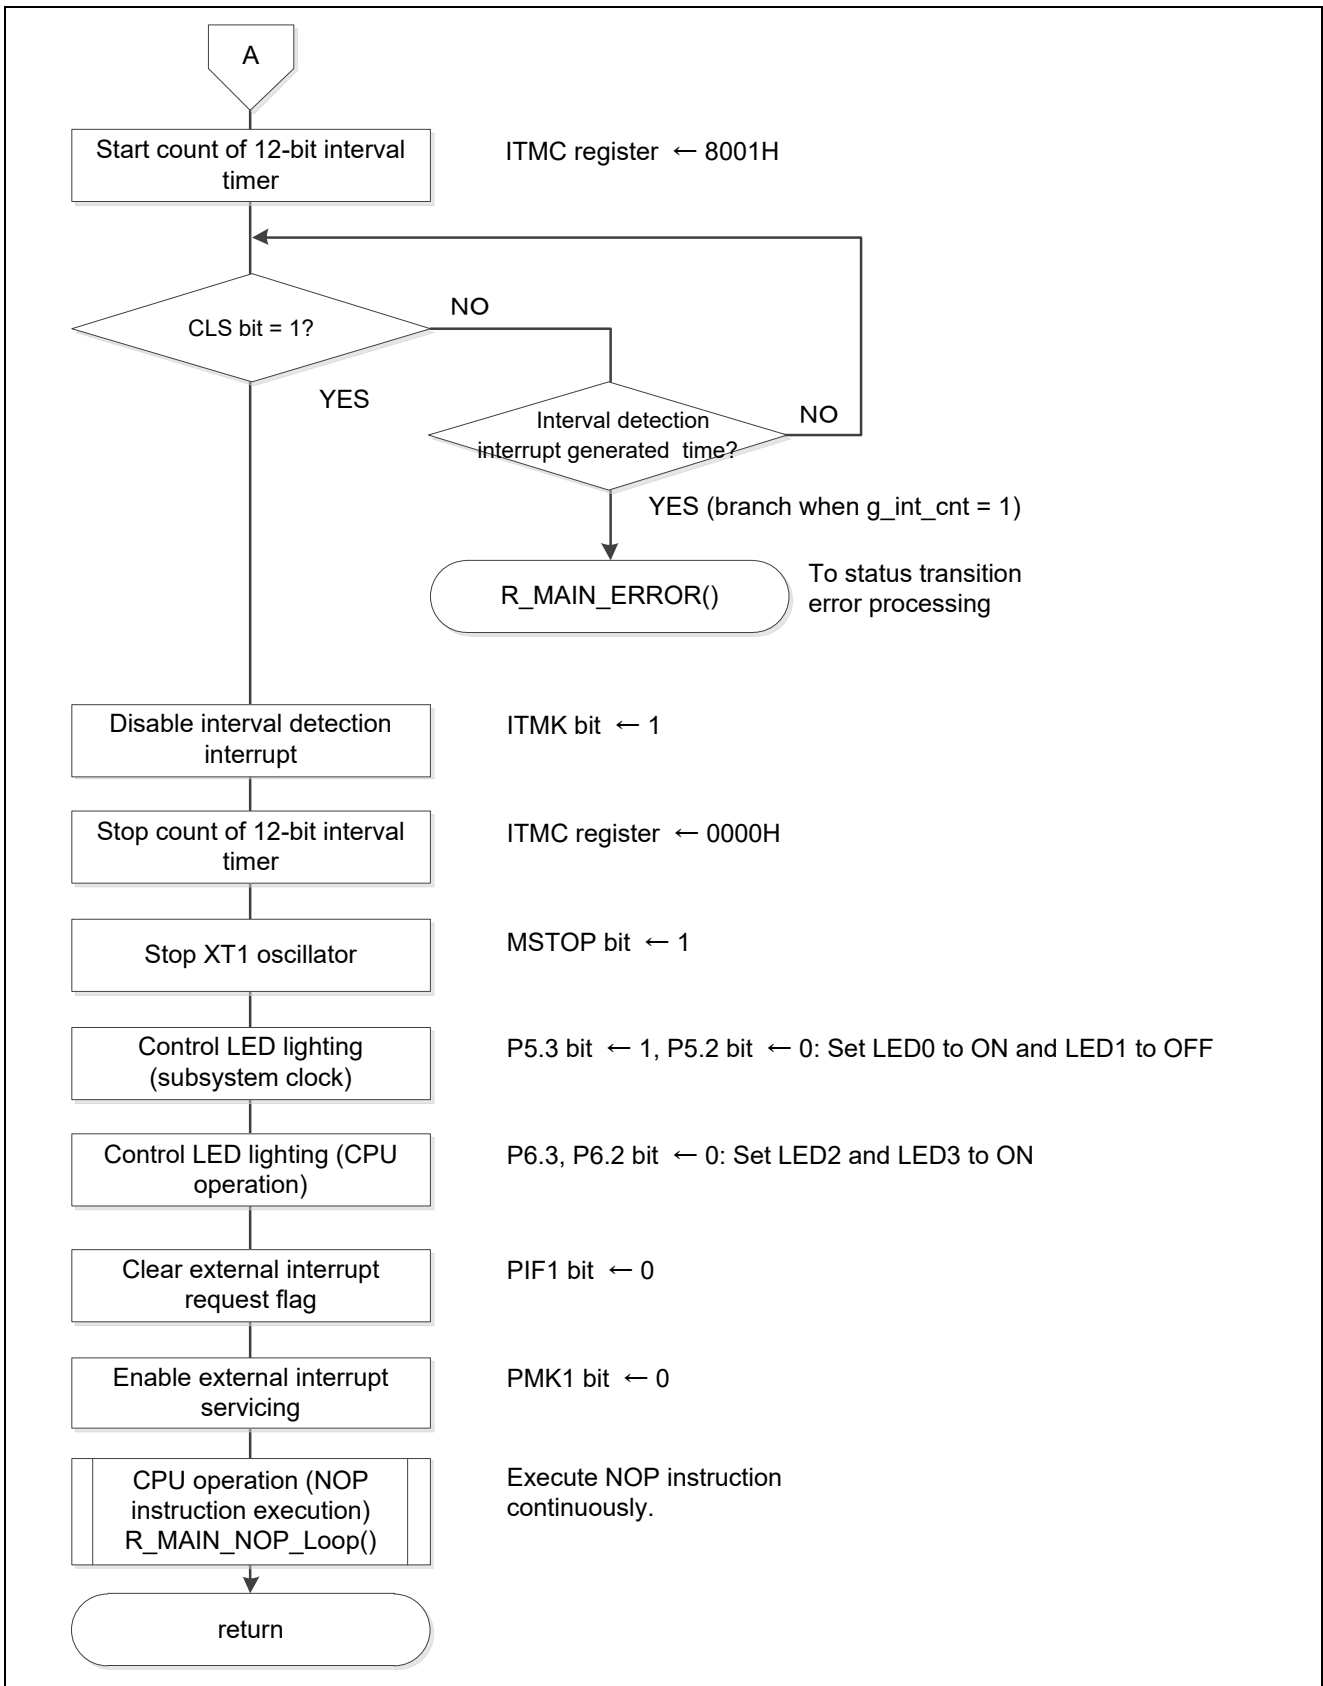 A
Start count of 12-bit interval
timer
ITMC register ← 8001H
CLS bit = 1?
NO
YES
Interval detection
interrupt generated time?
NO
YES (branch when g_int_cnt = 1)
R_MAIN_ERROR()
To status transition
error processing
Disable interval detection
interrupt
ITMK bit ← 1
Stop count of 12-bit interval
timer
ITMC register ← 0000H
Stop XT1 oscillator
MSTOP bit ← 1
Control LED lighting
(subsystem clock)
P5.3 bit ← 1, P5.2 bit ← 0: Set LED0 to ON and LED1 to OFF
Control LED lighting (CPU
operation)
P6.3, P6.2 bit ← 0: Set LED2 and LED3 to ON
Clear external interrupt
request flag
PIF1 bit ← 0
Enable external interrupt
servicing
PMK1 bit ← 0
CPU operation (NOP
instruction execution)
R_MAIN_NOP_Loop()
Execute NOP instruction
continuously.
return